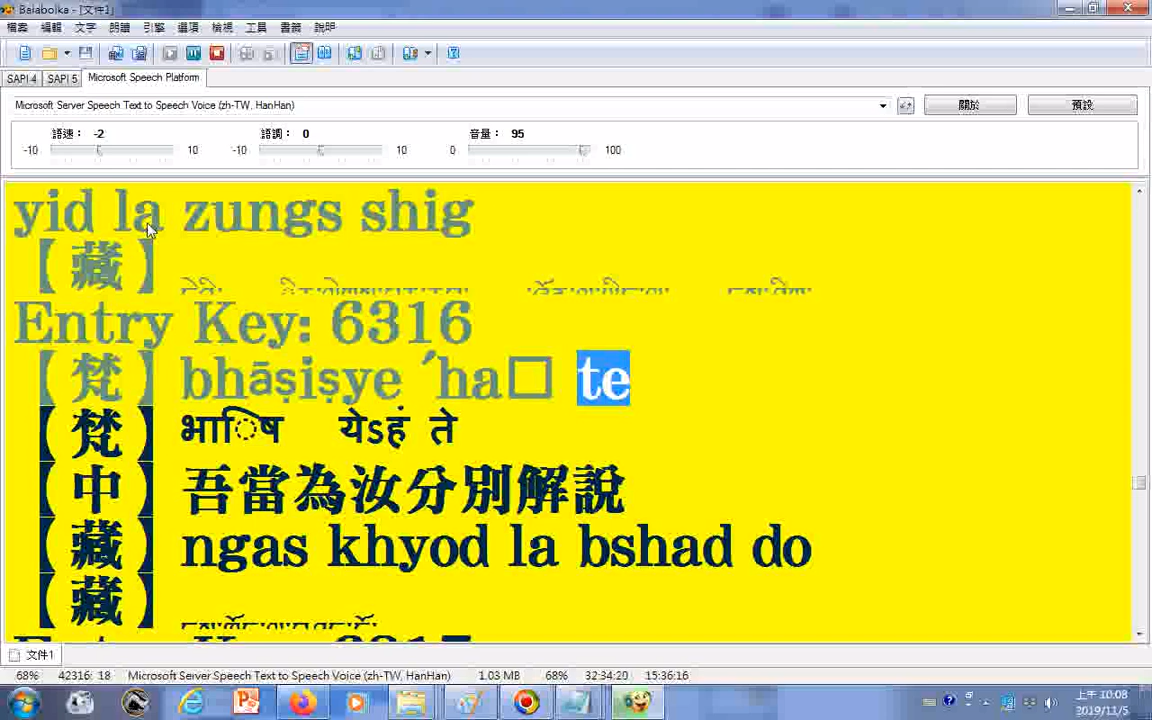 Balabolka - [文件1]
檔案 編輯 文字 朗讀 引擎 選項 檢視 工具 書籤 說明
SAPI 4 SAPI 5 Microsoft Speech Platform
Microsoft Server Speech Text to Speech Voice (zh-TW, HanHan) 關於 預設
語速： -2 語調： 0 音量： 95
-10 10 -10 10 0 100
yid la zungs shig
【藏】
Entry Key: 6316
【梵】 bhāṣiṣye ′ha□ te
【梵】 भािष येऽहं ते
【中】 吾當為汝分別解說
【藏】 ngas khyod la bshad do
【藏】
Entry Key: 6317
文件1
68% 42316: 18 Microsoft Server Speech Text to Speech Voice (zh-TW, HanHan) 1.03 MB 68% 32:34:20 15:36:16
上午 10:08
2019/11/5